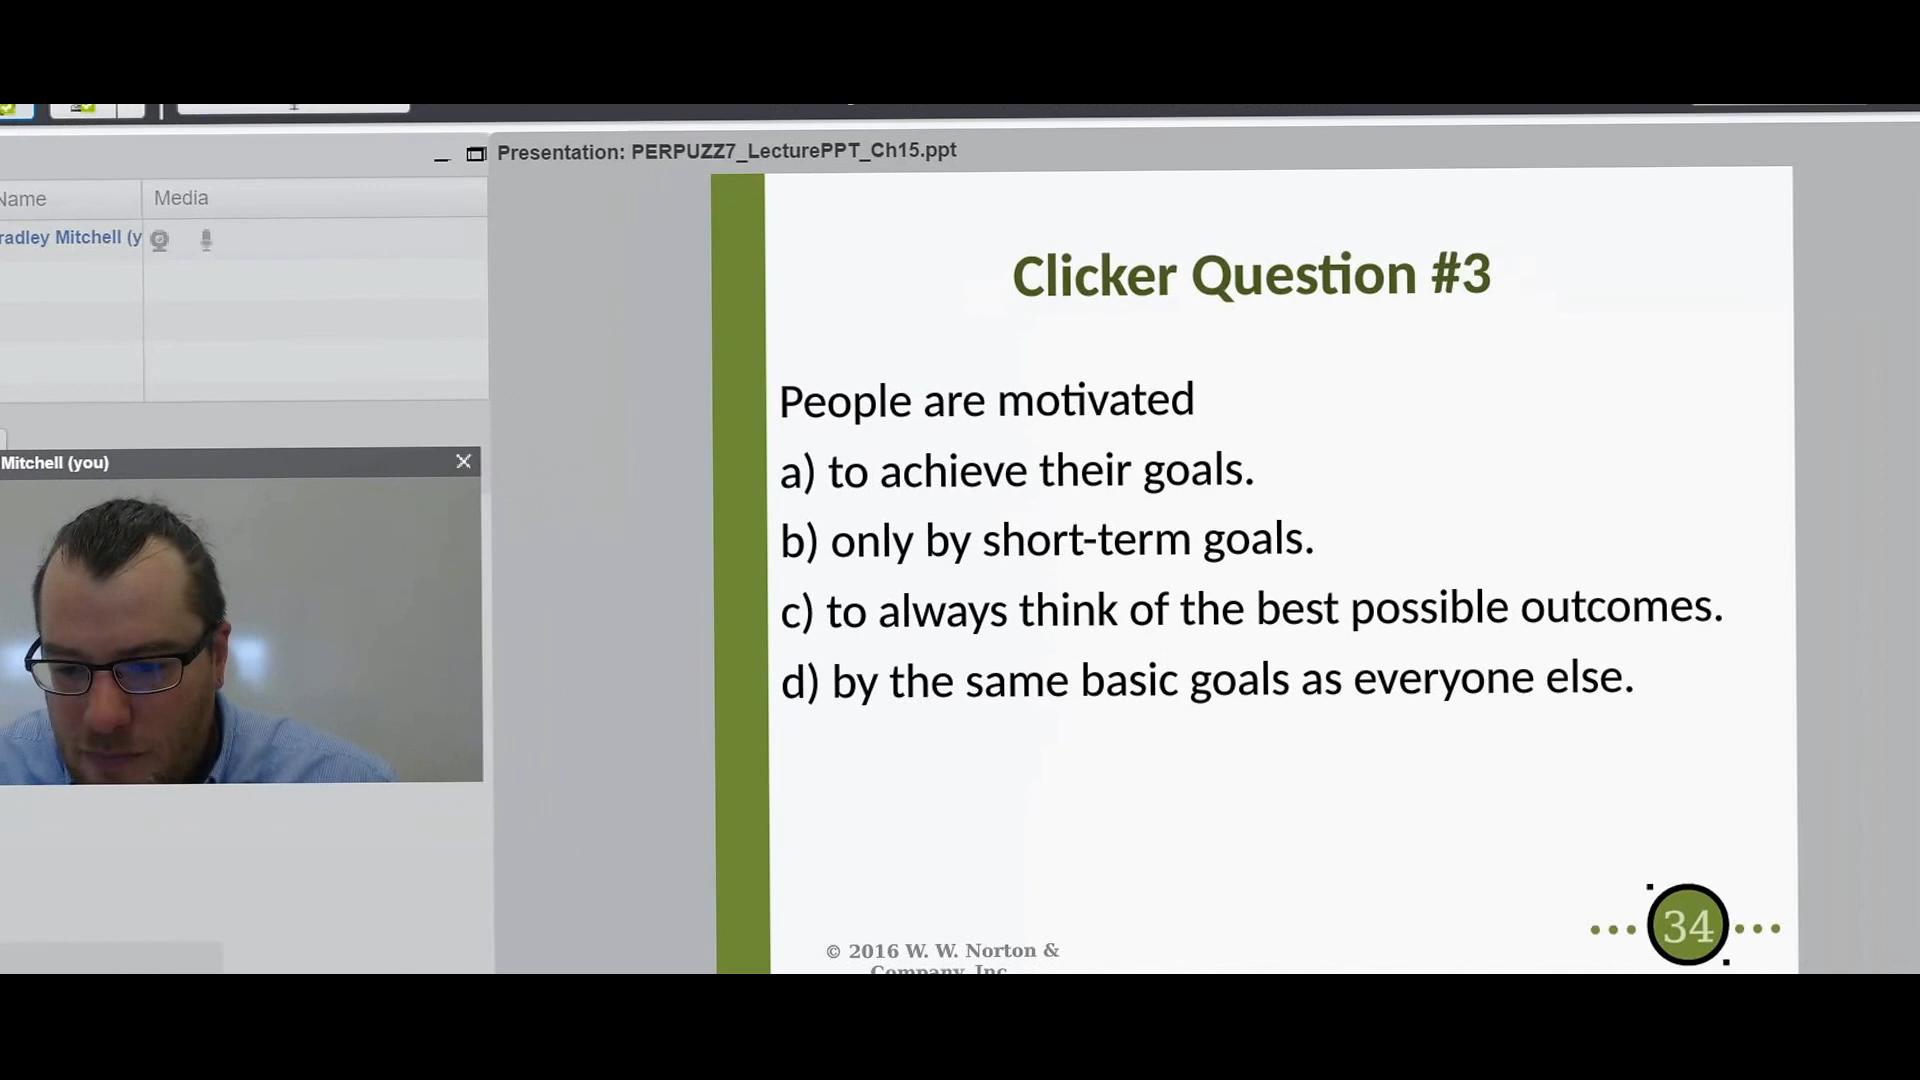 Presentation: PERPUZZ7_LecturePPT_Ch15.ppt
Name Media
radley Mitchell (y
Mitchell (you)
Clicker Question #3
People are motivated
a) to achieve their goals.
b) only by short-term goals.
c) to always think of the best possible outcomes.
d) by the same basic goals as everyone else.
34
© 2016 W. W. Norton &
Company, Inc